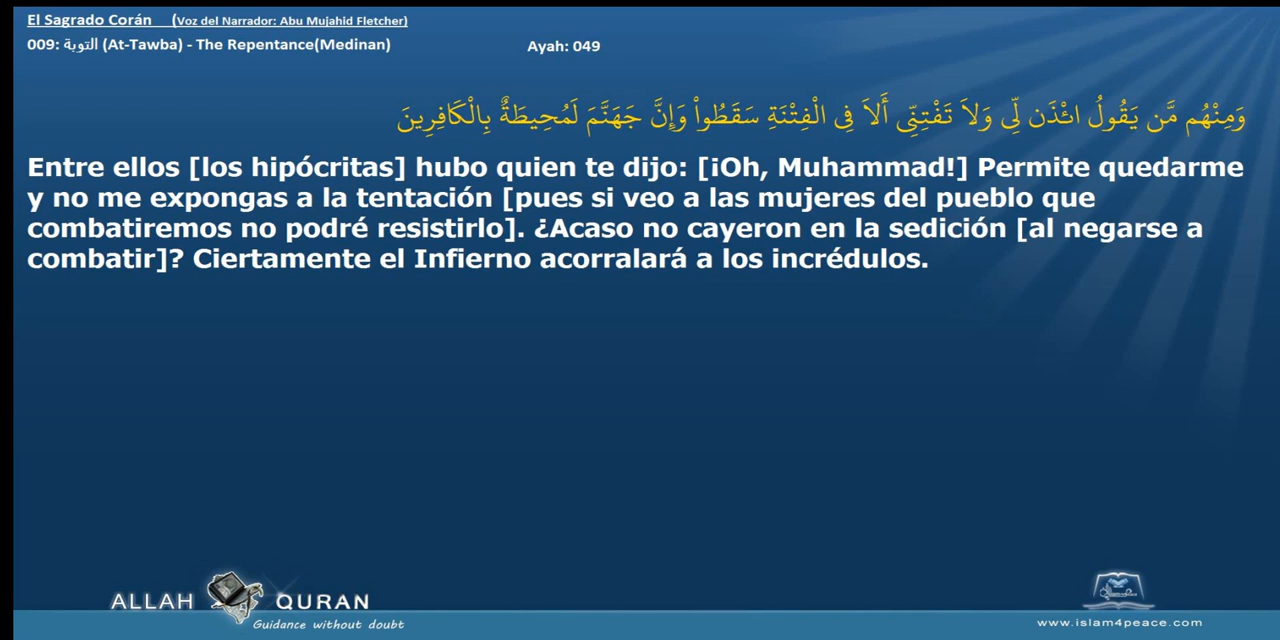 El Sagrado Corán (Voz del Narrador: Abu Mujahid Fletcher)
009: التوبة (At-Tawba) - The Repentance(Medinan) Ayah: 049
وَمِنْهُم مَّن يَقُولُ ائْذَن لِّي وَلاَ تَفْتِنِّي أَلاَ فِي الْفِتْنَةِ سَقَطُواْ وَإِنَّ جَهَنَّمَ لَمُحِيطَةٌ بِالْكَافِرِينَ
Entre ellos [los hipócritas] hubo quien te dijo: [¡Oh, Muhammad!] Permite quedarme
y no me expongas a la tentación [pues si veo a las mujeres del pueblo que
combatiremos no podré resistirlo]. ¿Acaso no cayeron en la sedición [al negarse a
combatir]? Ciertamente el Infierno acorralará a los incrédulos.
ALLAH QURAN
Guidance without doubt
www.islam4peace.com